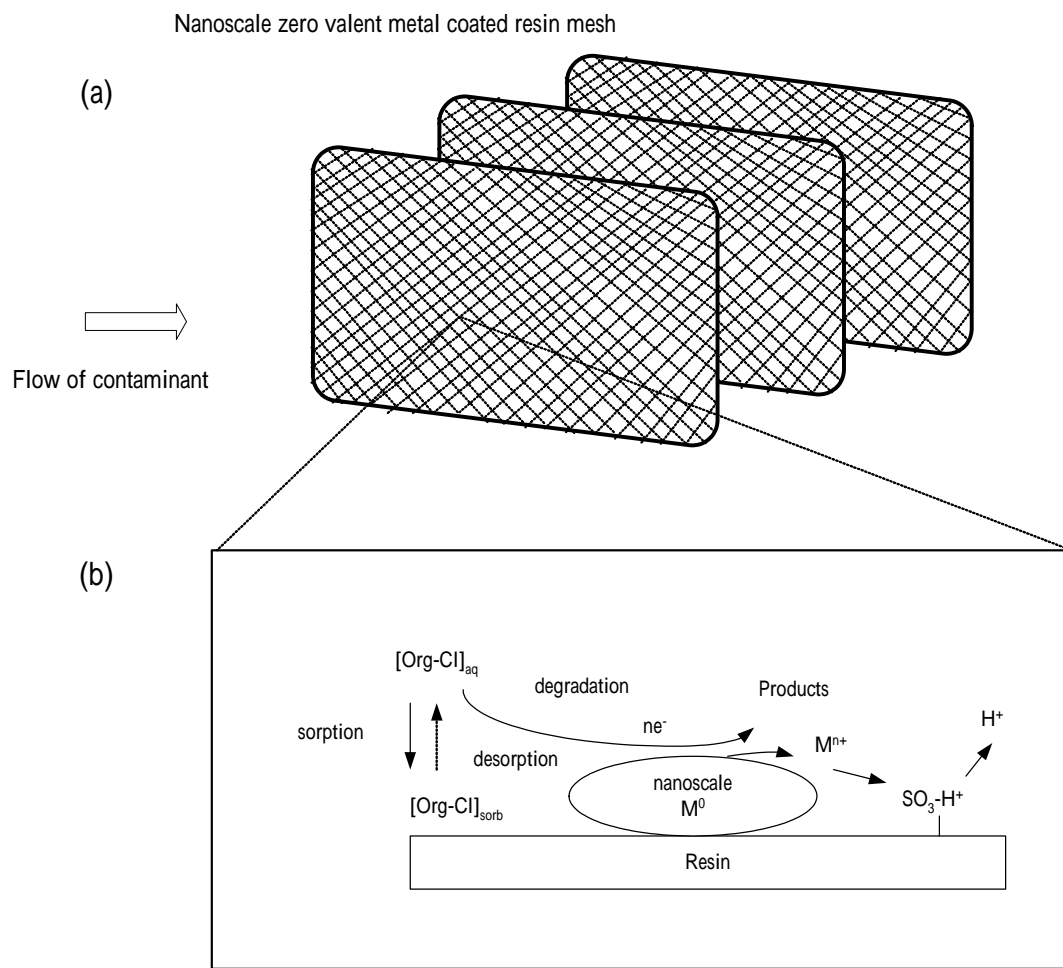 Nanoscale zero valent metal coated resin mesh
(a)
Flow of contaminant
(b)
[Org-Cl]aq
degradation
Products
H+
sorption
ne-
Mn+
desorption
nanoscale
M0
SO3-H+
[Org-Cl]sorb
Resin